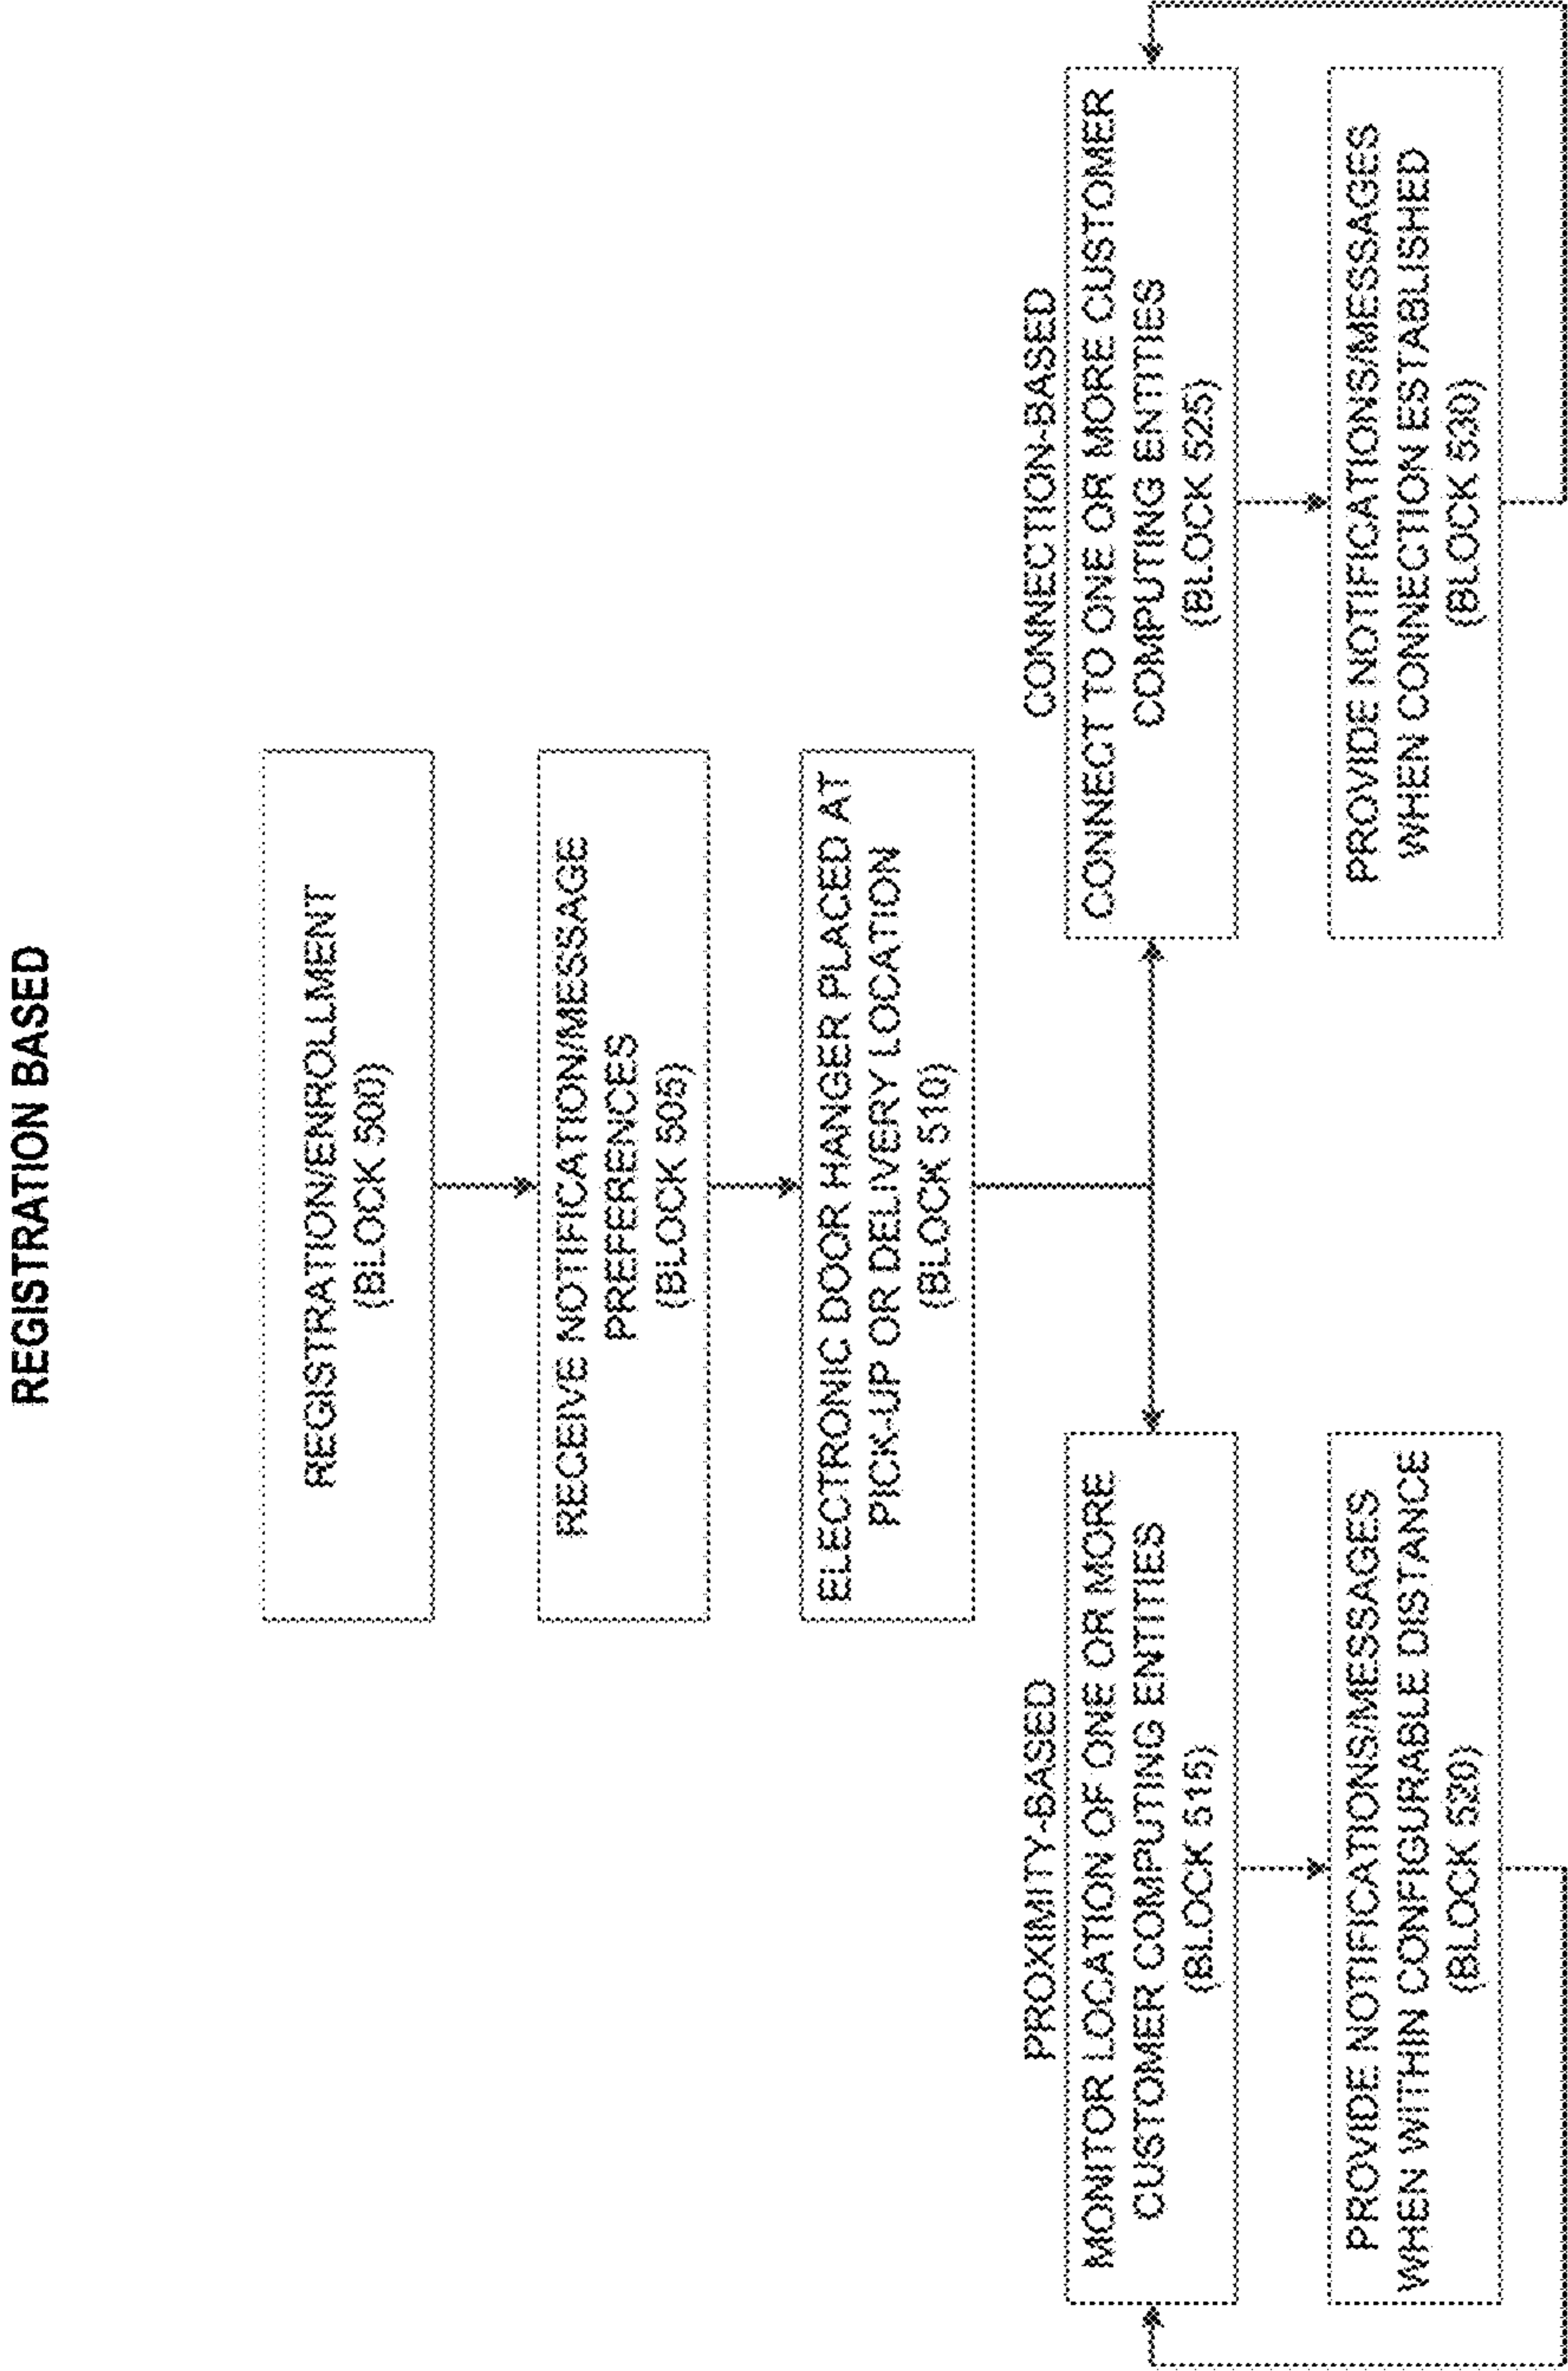 REGISTRATION BASED
REGISTRATION/ENROLLMENT
(BLOCK 500)
RECEIVE NOTIFICATION/MESSAGE
PREFERENCES
(BLOCK 505)
ELECTRONIC DOOR HANGER PLACED AT
PICK-UP OR DELIVERY LOCATION
(BLOCK 510)
PROXIMITY-BASED
MONITOR LOCATION OF ONE OR MORE
CUSTOMER COMPUTING ENTITIES
(BLOCK 515)
PROVIDE NOTIFICATIONS/MESSAGES
WHEN WITHIN CONFIGURABLE DISTANCE
(BLOCK 520)
CONNECTION-BASED
CONNECT TO ONE OR MORE CUSTOMER
COMPUTING ENTITIES
(BLOCK 525)
PROVIDE NOTIFICATIONS/MESSAGES
WHEN CONNECTION ESTABLISHED
(BLOCK 530)